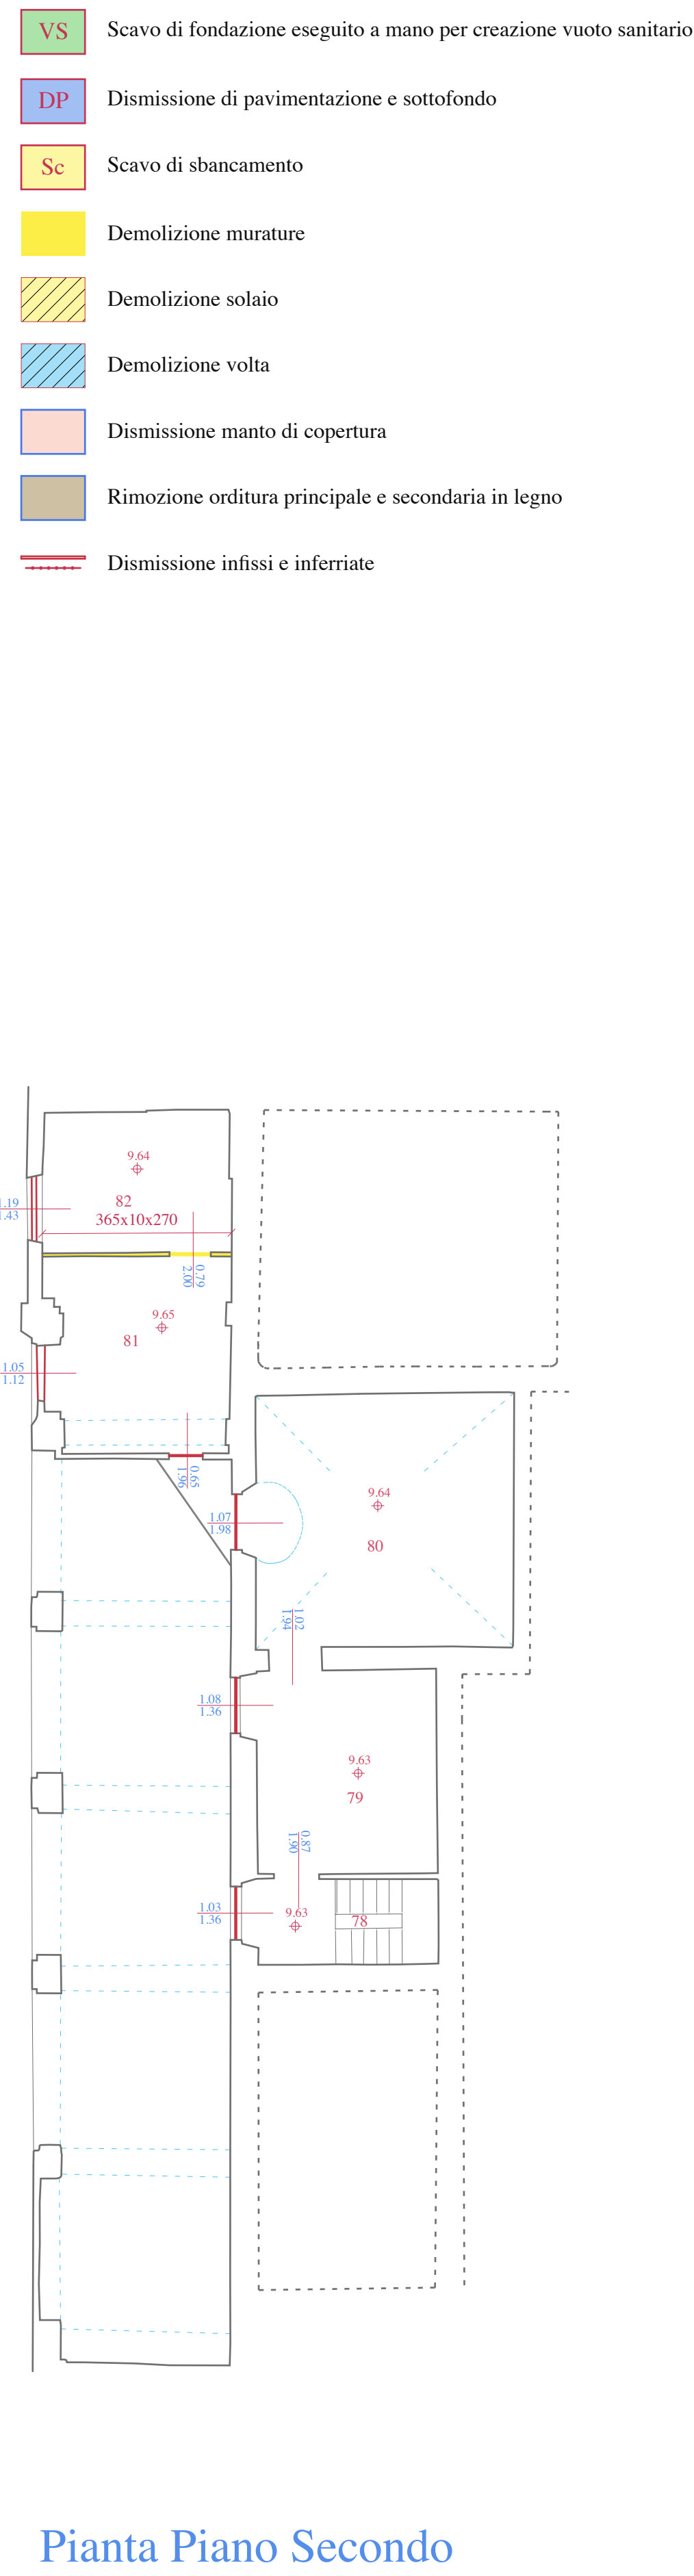 VS Scavo di fondazione eseguito a mano per creazione vuoto sanitario
DP Dismissione di pavimentazione e sottofondo
Sc Scavo di sbancamento
Demolizione murature
Demolizione solaio
Demolizione volta
Dismissione manto di copertura
Rimozione orditura principale e secondaria in legno
Dismissione infissi e inferriate
9.64
82
365x10x270
1.19
1.43
0.79
2.00
9.65
81
1.05
1.12
0.65
1.96
1.07
1.98
9.64
80
1.02
1.94
1.08
1.36
9.63
79
0.87
1.90
1.03
1.36
9.63
78
Pianta Piano Secondo